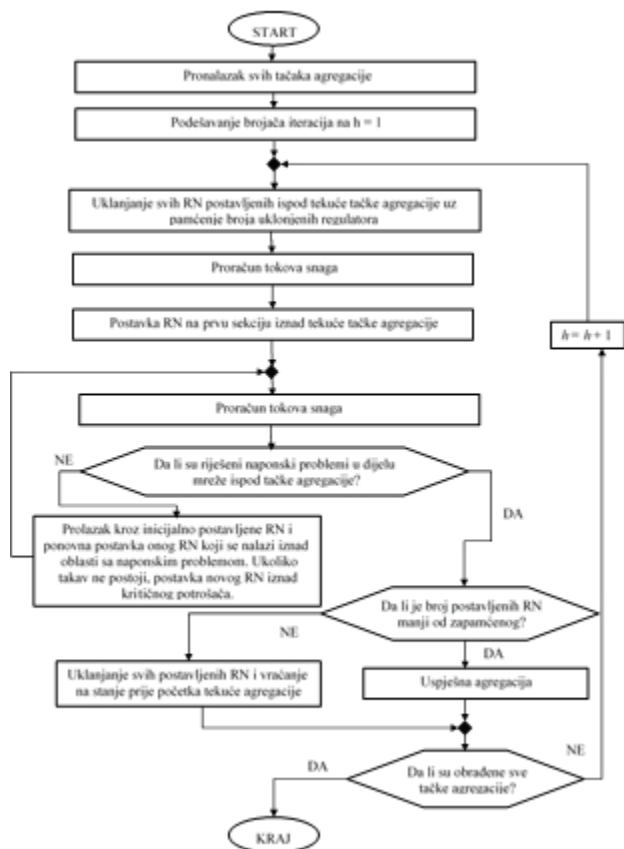 START
Pronalazak svih tačaka agregacije
Podešavanje brojača iteracija na h = 1
Uklanjanje svih RN postavljenih ispod tekuće tačke agregacije uz
pamćenje broja uklonjenih regulatora
Proračun tokova snaga
Postavka RN na prvu sekciju iznad tekuće tačke agregacije
h = h + 1
Proračun tokova snaga
NE
Da li su riješeni naponski problemi u dijelu
mreže ispod tačke agregacije?
DA
Prolazak kroz inicijalno postavljene RN i
ponovna postavka onog RN koji se nalazi iznad
oblasti sa naponskim problemom. Ukoliko
takav ne postoji, postavka novog RN iznad
kritičnog potrošača.
Da li je broj postavljenih RN
manji od zapamćenog?
NE
DA
Uklanjanje svih postavljenih RN i vraćanje
na stanje prije početka tekuće agregacije
Uspješna agregacija
DA
Da li su obrađene sve
tačke agregacije?
NE
KRAJ